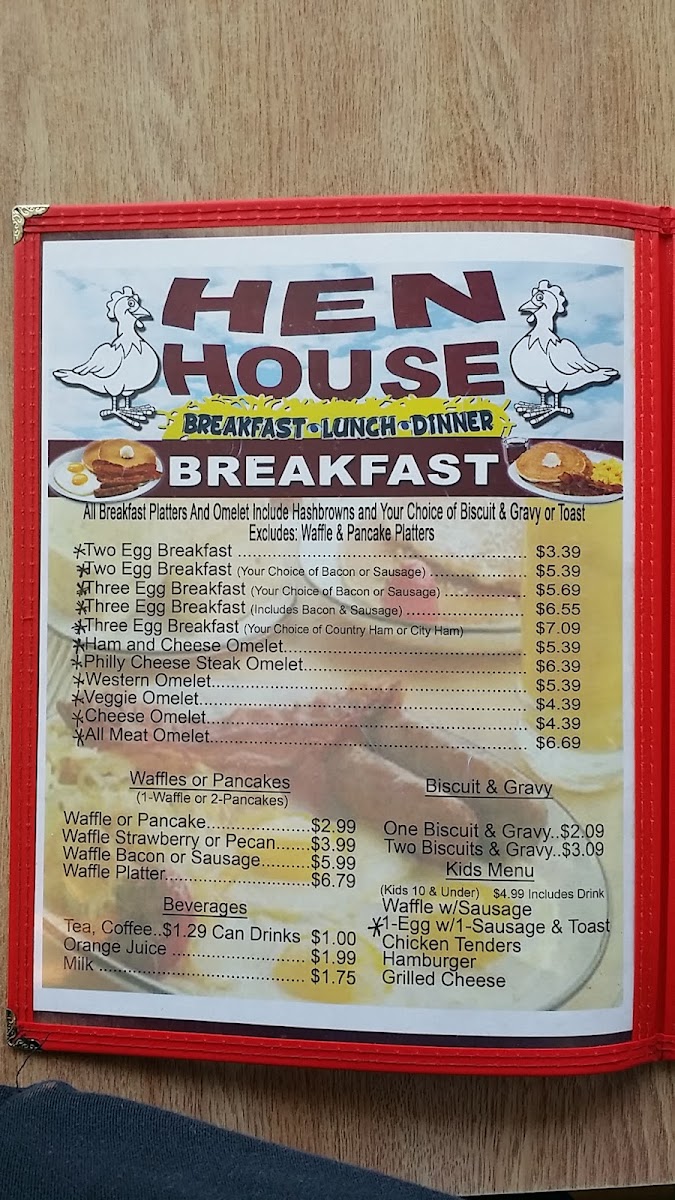 HEN
HOUSE
BREAKFAST•LUNCH•DINNER
BREAKFAST
All Breakfast Platters And Omelet Include Hashbrowns and Your Choice of Biscuit & Gravy or Toast
Excludes: Waffle & Pancake Platters
*Two Egg Breakfast ........ $3.39
*Two Egg Breakfast (Your Choice of Bacon or Sausage) ........ $5.39
*Three Egg Breakfast (Your Choice of Bacon or Sausage) ........ $5.69
*Three Egg Breakfast (Includes Bacon & Sausage) ........ $6.55
*Three Egg Breakfast (Your Choice of Country Ham or City Ham) $7.09
*Ham and Cheese Omelet........ $5.39
*Philly Cheese Steak Omelet........ $6.39
*Western Omelet........ $5.39
*Veggie Omelet........ $4.39
*Cheese Omelet........ $4.39
*All Meat Omelet........ $6.69
Waffles or Pancakes
(1-Waffle or 2-Pancakes)
Waffle or Pancake........$2.99
Waffle Strawberry or Pecan......$3.99
Waffle Bacon or Sausage........$5.99
Waffle Platter........$6.79
Beverages
Tea, Coffee..$1.29 Can Drinks $1.00
Orange Juice ........ $1.99
Milk ........ $1.75
Biscuit & Gravy
One Biscuit & Gravy..$2.09
Two Biscuits & Gravy..$3.09
Kids Menu
(Kids 10 & Under) $4.99 Includes Drink
Waffle w/Sausage
*1-Egg w/1-Sausage & Toast
Chicken Tenders
Hamburger
Grilled Cheese